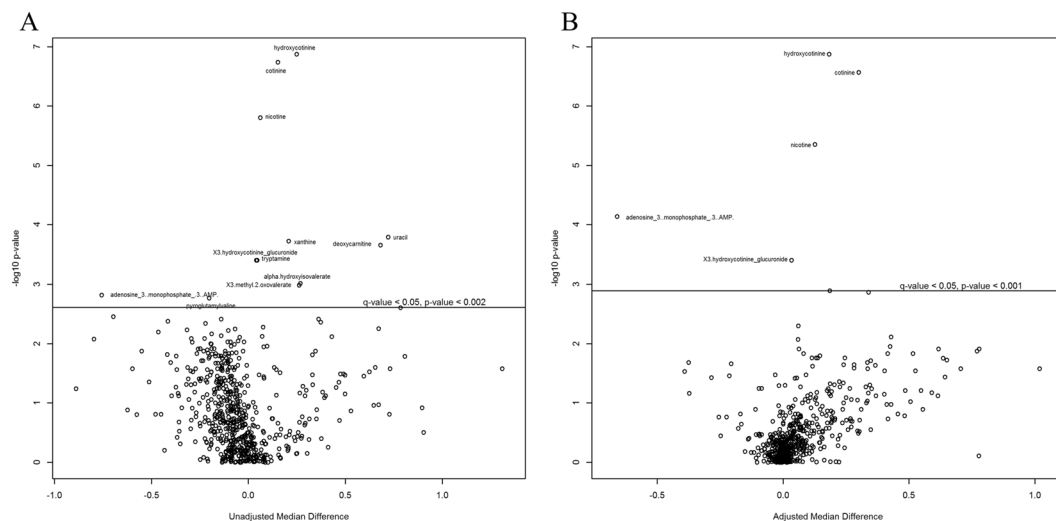 A
7
6
5
4
3
2
1
0
-log10 p-value
hydroxycotinine
cotinine
nicotine
uracil
xanthine
deoxycarnitine
X3.hydroxycotinine_glucuronide
tryptamine
alpha.hydroxyisovalerate
X3.methyl.2.oxovalerate
adenosine_3..monophosphate_.3..AMP.
pyroglutamylvaline
q-value < 0.05, p-value < 0.002
-1.0 -0.5 0.0 0.5 1.0
Unadjusted Median Difference
B
7
6
5
4
3
2
1
0
-log10 p-value
hydroxycotinine
cotinine
nicotine
adenosine_3..monophosphate_.3..AMP.
X3.hydroxycotinine_glucuronide
q-value < 0.05, p-value < 0.001
-0.5 0.0 0.5 1.0
Adjusted Median Difference